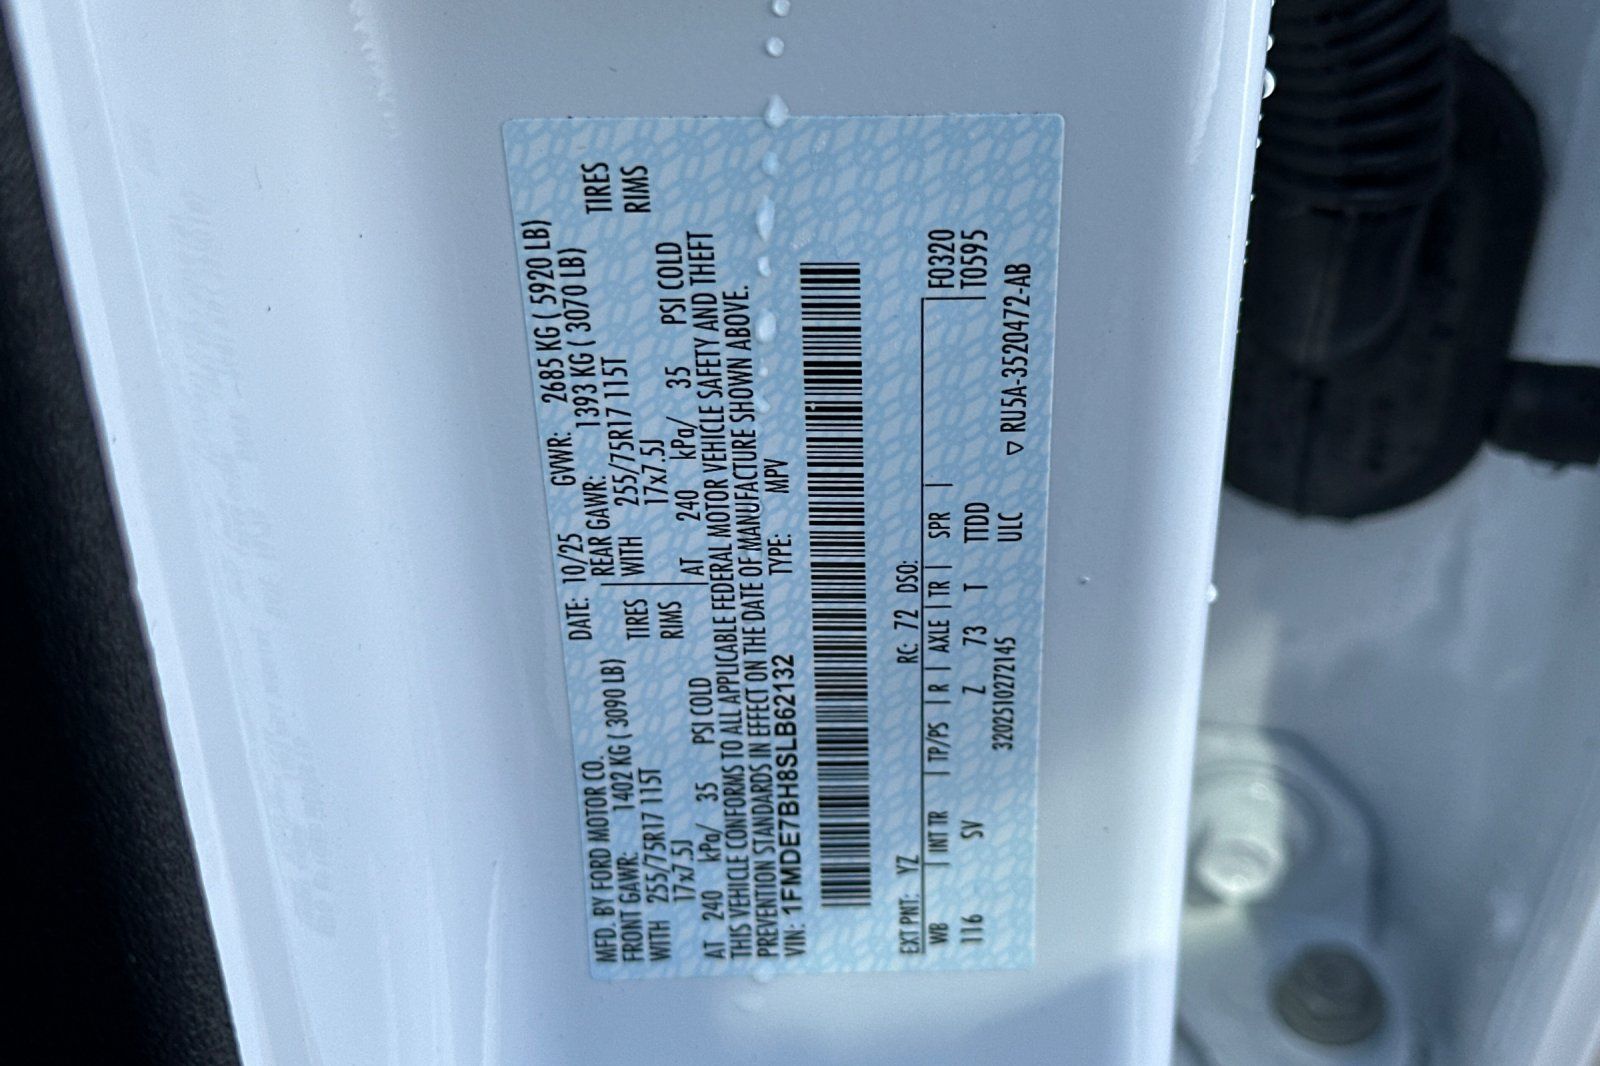 MFD. BY FORD MOTOR CO. DATE: 10/25 GVWR: 2685 KG ( 5920 LB)
FRONT GAWR: 1402 KG ( 3090 LB) REAR GAWR: 1393 KG ( 3070 LB)
WITH 255/75R17 115T TIRES WITH 255/75R17 115T TIRES
17x7.5J RIMS 17x7.5J RIMS
AT 240 kPa/ 35 PSI COLD AT 240 kPa/ 35 PSI COLD
THIS VEHICLE CONFORMS TO ALL APPLICABLE FEDERAL MOTOR VEHICLE SAFETY AND THEFT
PREVENTION STANDARDS IN EFFECT ON THE DATE OF MANUFACTURE SHOWN ABOVE.
VIN: 1FMDE7BH8SLB62132 TYPE: MPV
EXT PNT: YZ RC: 72 DSO: F0320
WB INT TR TP/PS R AXLE TR SPR T0595
116 SV Z 73 T TTDD
3202510272145 ULC ▽ RU5A-3520472-AB